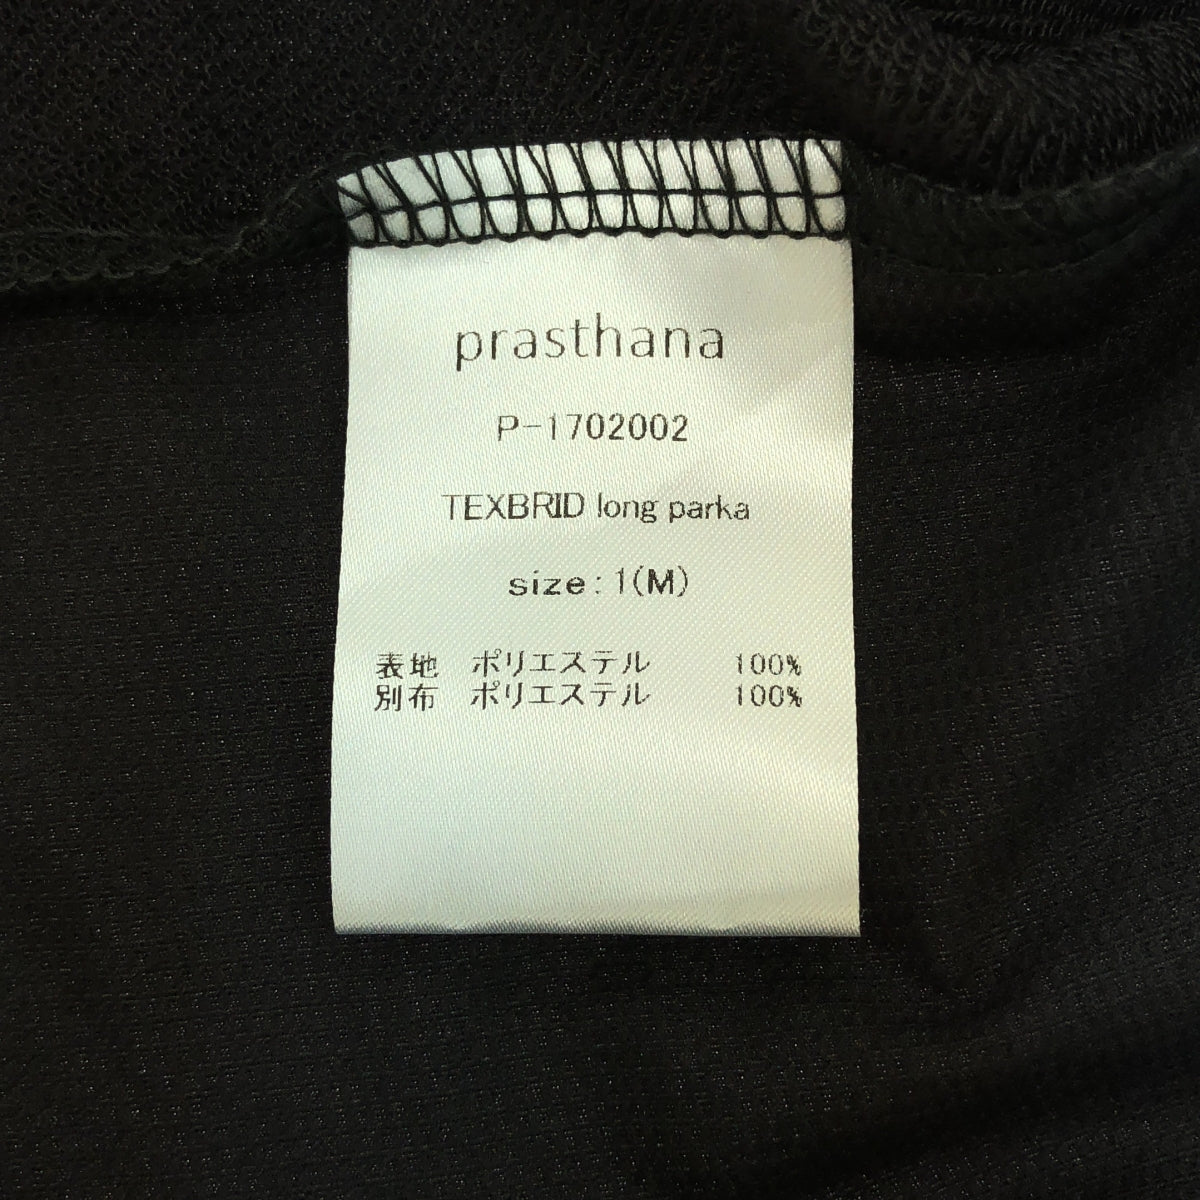 prasthana
P-1702002
TEXBRID long parka
size: 1(M)
表地 ポリエステル 100%
別布 ポリエステル 100%